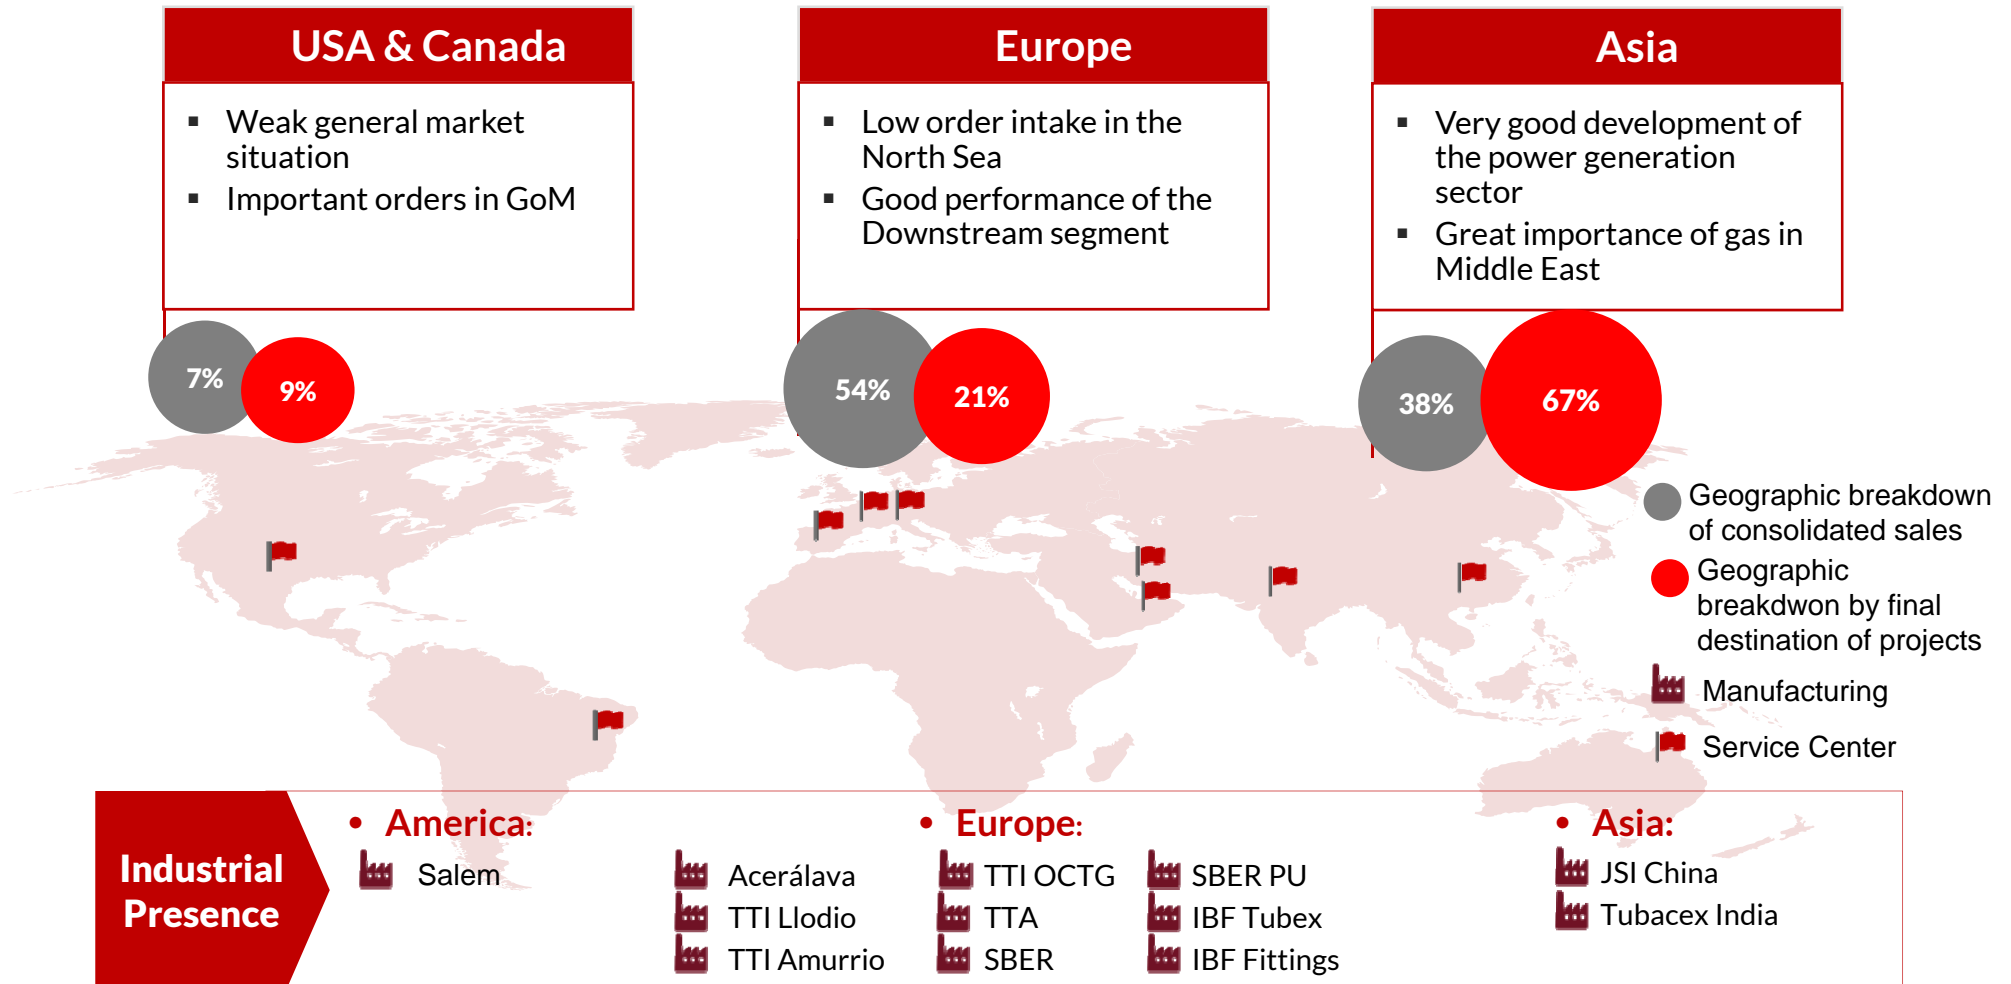 USA & Canada
▪ Weak general market
situation
▪ Important orders in GoM
Europe
▪ Low order intake in the
North Sea
▪ Good performance of the
Downstream segment
Asia
▪ Very good development of
the power generation
sector
▪ Great importance of gas in
Middle East
7%
9%
54%
21%
38%
67%
Geographic breakdown
of consolidated sales
Geographic
breakdwon by final
destination of projects
Manufacturing
Service Center
Industrial
Presence
• America:
Salem
• Europe:
Acerálava
TTI Llodio
TTI Amurrio
TTI OCTG
TTA
SBER
SBER PU
IBF Tubex
IBF Fittings
• Asia:
JSI China
Tubacex India